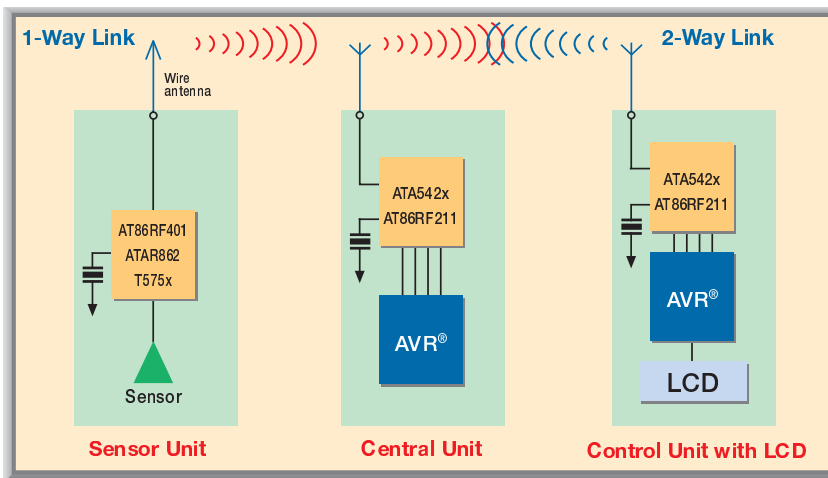 1-Way Link
2-Way Link
Wire
antenna
AT86RF401
ATAR862
T575x
Sensor
Sensor Unit
ATA542x
AT86RF211
AVR®
Central Unit
ATA542x
AT86RF211
AVR®
LCD
Control Unit with LCD